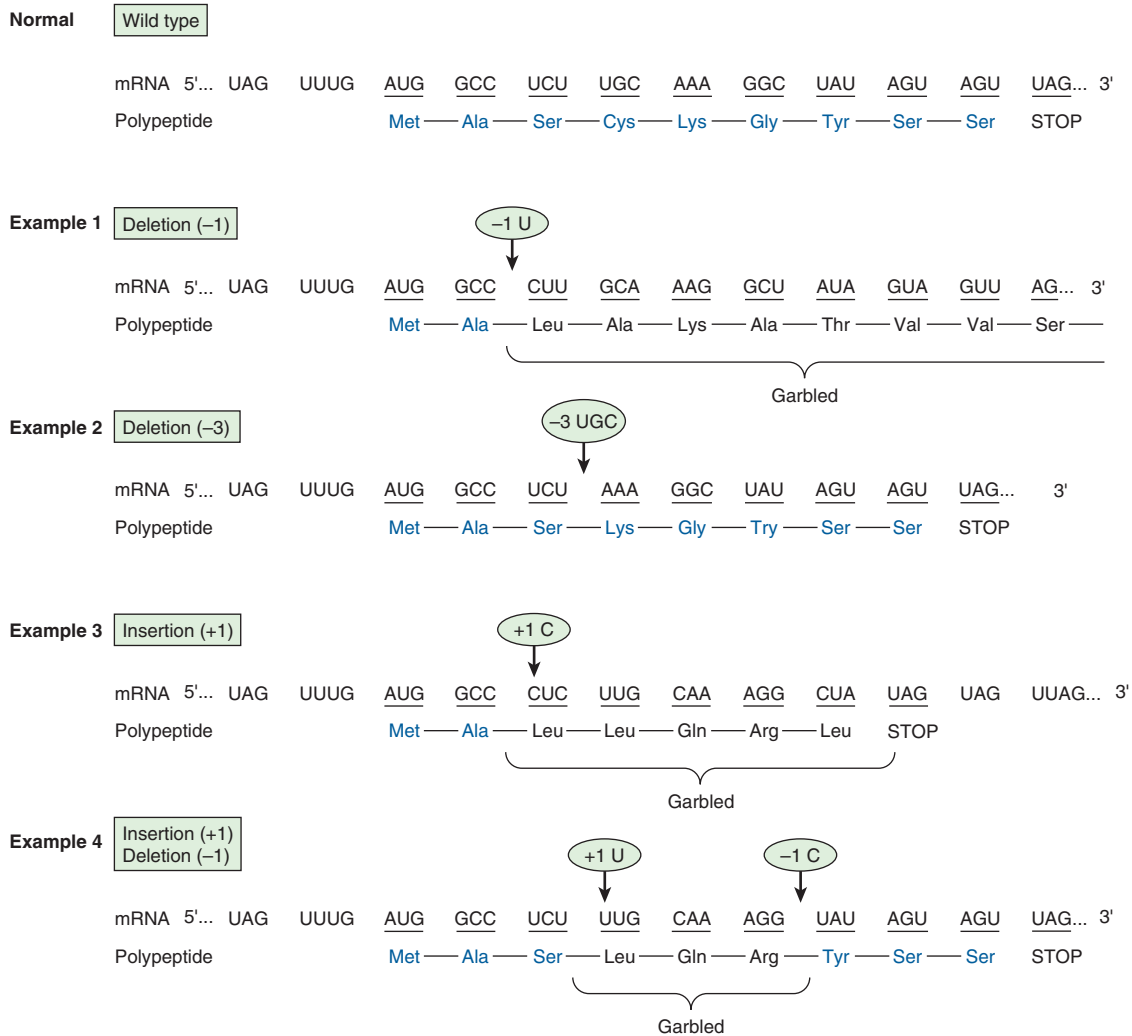 Normal Wild type
mRNA 5'... UAG UUUG AUG GCC UCU UGC AAA GGC UAU AGU AGU UAG... 3'
Polypeptide Met Ala Ser Cys Lys Gly Tyr Ser Ser STOP
Example 1 Deletion (–1) –1 U
mRNA 5'... UAG UUUG AUG GCC CUU GCA AAG GCU AUA GUA GUU AG... 3'
Polypeptide Met Ala Leu Ala Lys Ala Thr Val Val Ser
Garbled
Example 2 Deletion (–3) –3 UGC
mRNA 5'... UAG UUUG AUG GCC UCU AAA GGC UAU AGU AGU UAG... 3'
Polypeptide Met Ala Ser Lys Gly Try Ser Ser STOP
Example 3 Insertion (+1) +1 C
mRNA 5'... UAG UUUG AUG GCC CUC UUG CAA AGG CUA UAG UAG UUAG... 3'
Polypeptide Met Ala Leu Leu Gln Arg Leu STOP
Garbled
Example 4 Insertion (+1)
Deletion (–1)
+1 U –1 C
mRNA 5'... UAG UUUG AUG GCC UCU UUG CAA AGG UAU AGU AGU UAG... 3'
Polypeptide Met Ala Ser Leu Gln Arg Tyr Ser Ser STOP
Garbled